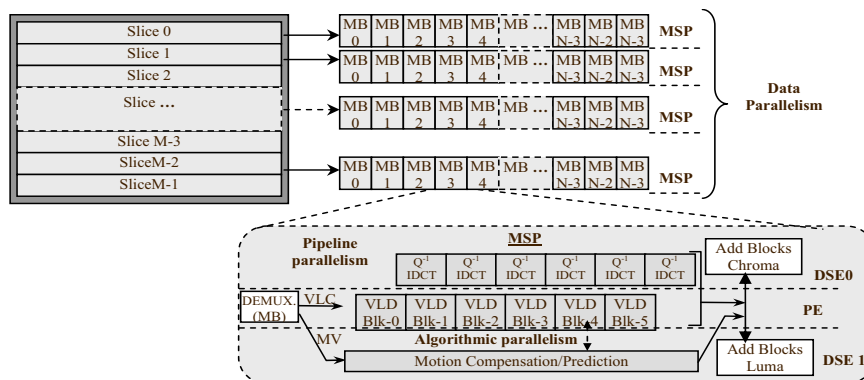 Slice 0
Slice 1
Slice 2
Slice ...
Slice M-3
SliceM-2
SliceM-1
MB 0 MB 1 MB 2 MB 3 MB 4 MB ... MB N-3 MB N-2 MB N-3 MSP
MB 0 MB 1 MB 2 MB 3 MB 4 MB ... MB N-3 MB N-2 MB N-3 MSP
MB 0 MB 1 MB 2 MB 3 MB 4 MB ... MB N-3 MB N-2 MB N-3 MSP
MB 0 MB 1 MB 2 MB 3 MB 4 MB ... MB N-3 MB N-2 MB N-3 MSP
Data
Parallelism
Pipeline
parallelism
MSP
Q-1 Q-1 Q-1 Q-1 Q-1 Q-1
IDCT IDCT IDCT IDCT IDCT IDCT
Add Blocks
Chroma
DSE0
DEMUX.
(MB)
VLC
VLD VLD VLD VLD VLD VLD
Blk-0 Blk-1 Blk-2 Blk-3 Blk-4 Blk-5
PE
MV
Algorithmic parallelism
Motion Compensation/Prediction
Add Blocks
Luma
DSE 1